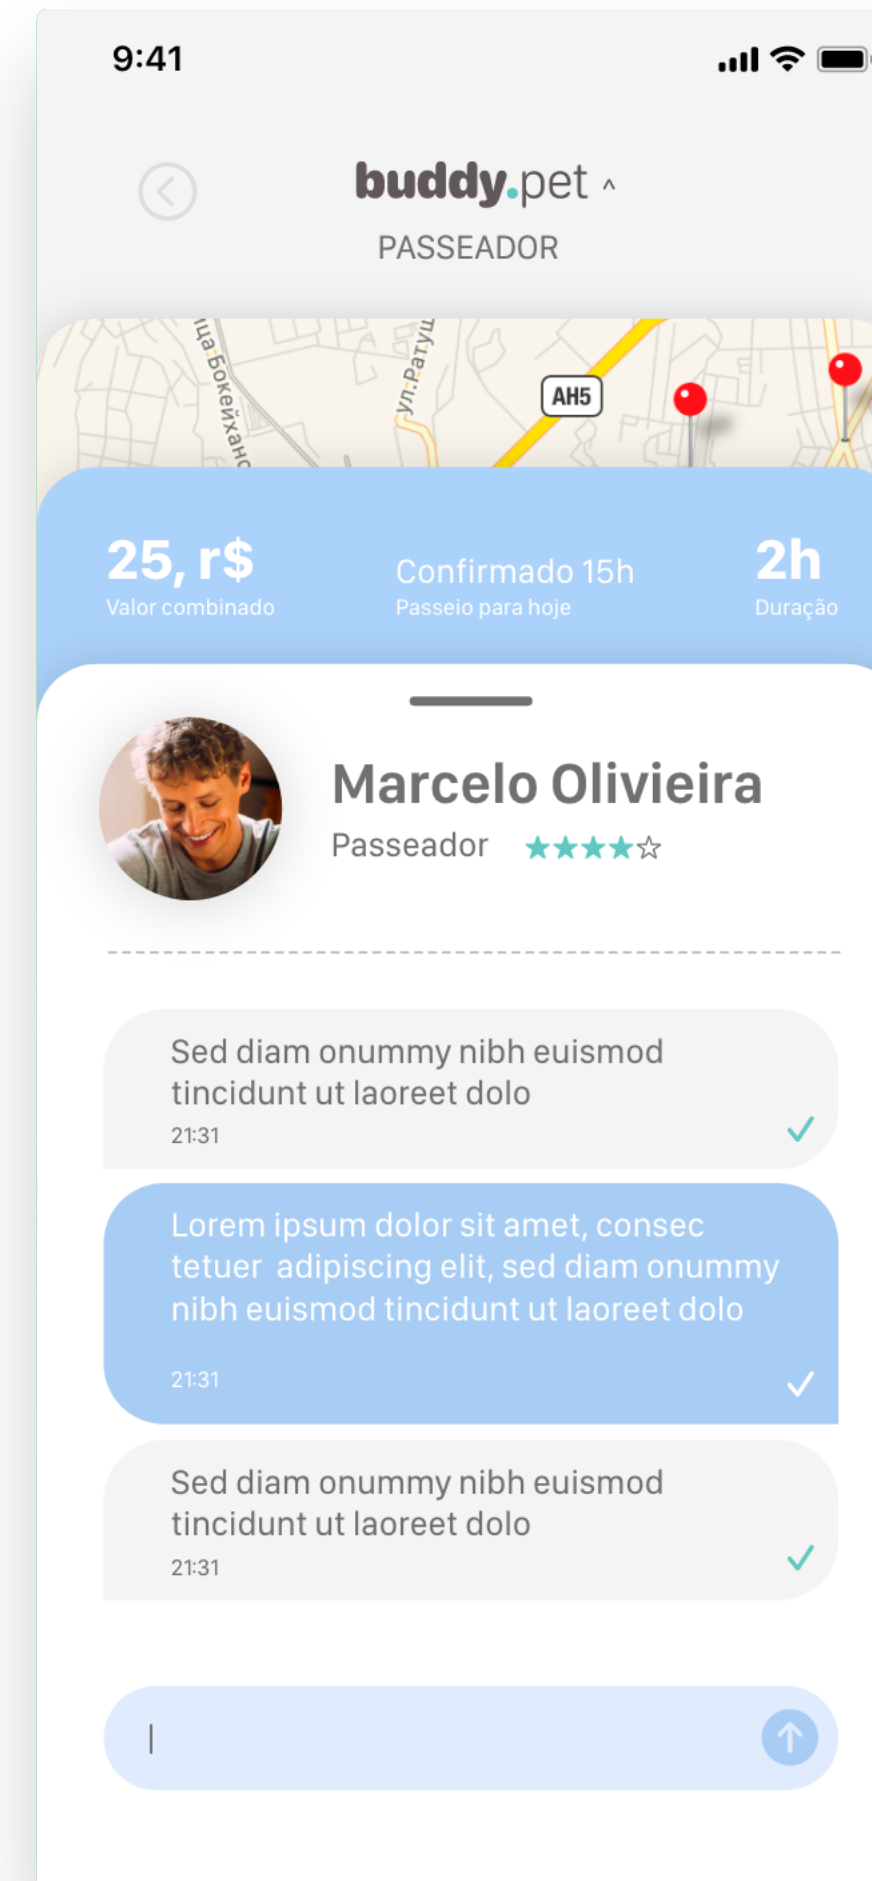 9:41
buddy.pet ^
PASSEADOR
ица Бокейхано
ул.Ратуш
AH5
25, r$
Valor combinado
Confirmado 15h
Passeio para hoje
2h
Duração
Marcelo Olivieira
Passeador
Sed diam onummy nibh euismod
tincidunt ut laoreet dolo
21:31
Lorem ipsum dolor sit amet, consec
tetuer  adipiscing elit, sed diam onummy
nibh euismod tincidunt ut laoreet dolo
21:31
Sed diam onummy nibh euismod
tincidunt ut laoreet dolo
21:31